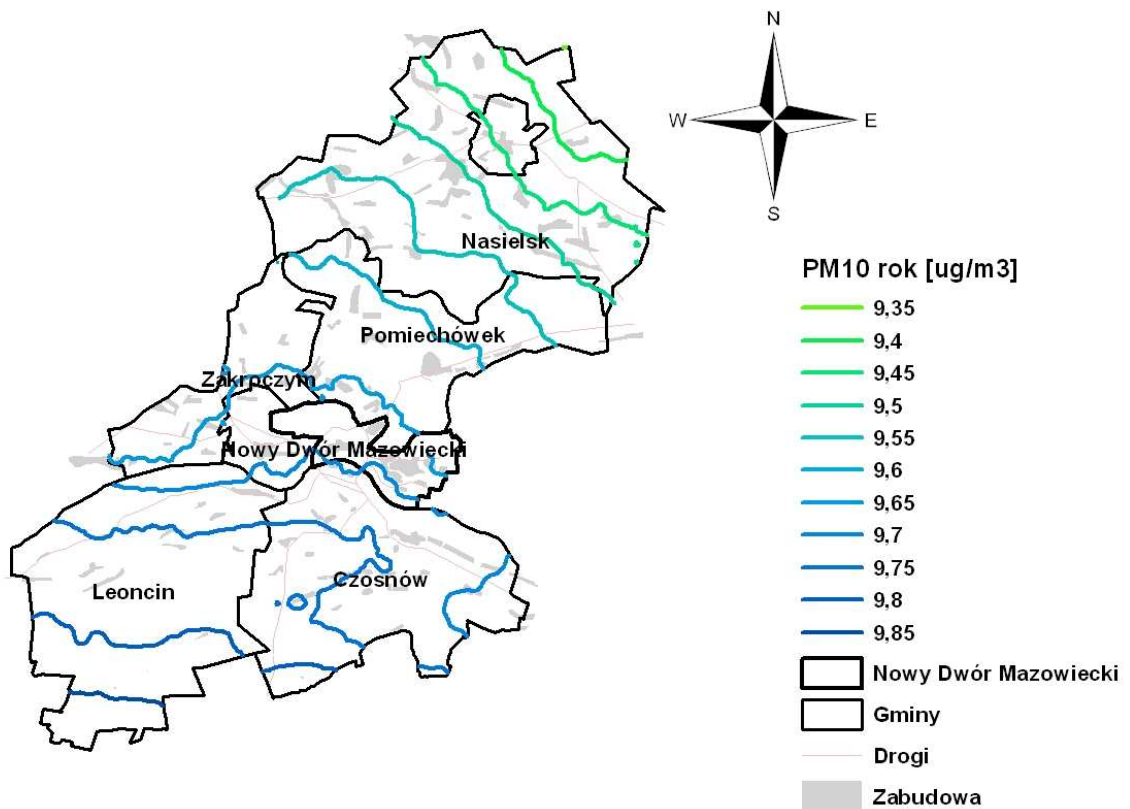 N
W
E
S
Nasielsk
Pomiechówek
Zakroczym
Nowy Dwór Mazowiecki
Leoncin
Czosnów
PM10 rok [ug/m3]
9,35
9,4
9,45
9,5
9,55
9,6
9,65
9,7
9,75
9,8
9,85
Nowy Dwór Mazowiecki
Gminy
Drogi
Zabudowa